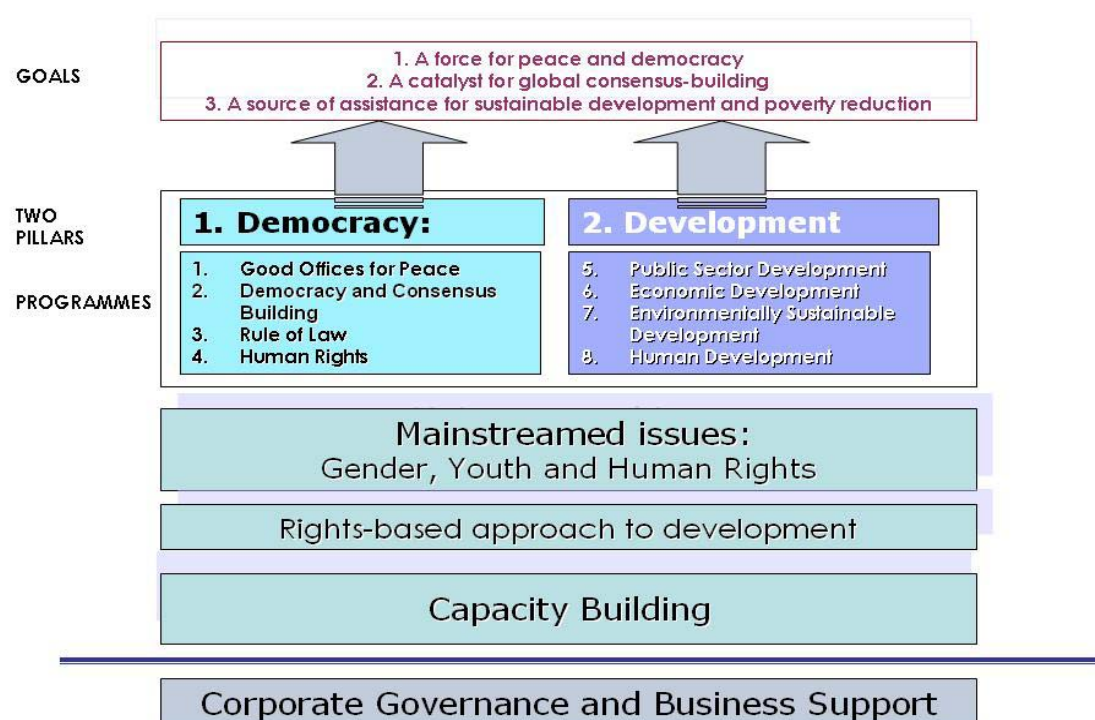 GOALS
1. A force for peace and democracy
2. A catalyst for global consensus-building
3. A source of assistance for sustainable development and poverty reduction
TWO
PILLARS
1. Democracy:
2. Development
PROGRAMMES
1. Good Offices for Peace
2. Democracy and Consensus
Building
3. Rule of Law
4. Human Rights
5. Public Sector Development
6. Economic Development
7. Environmentally Sustainable
Development
8. Human Development
Mainstreamed issues:
Gender, Youth and Human Rights
Rights-based approach to development
Capacity Building
Corporate Governance and Business Support